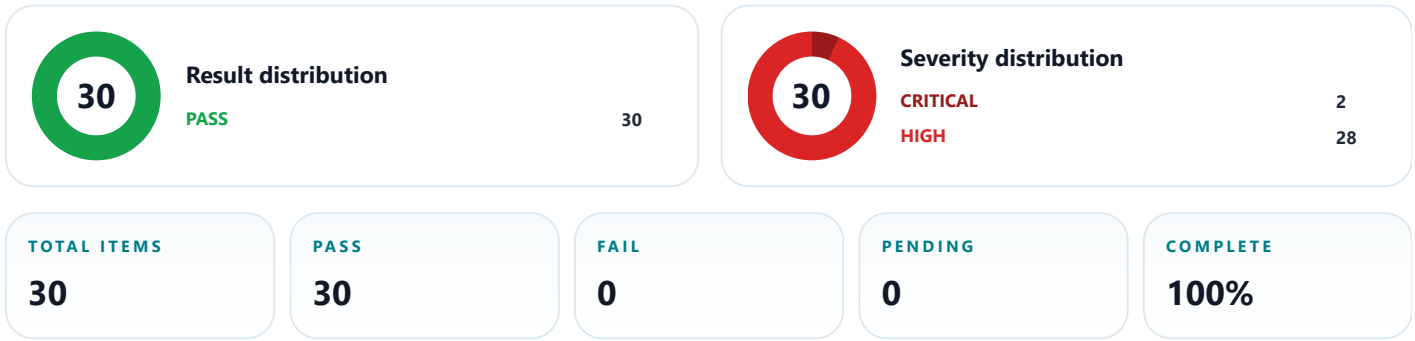 30
Result distribution
PASS 30
30
Severity distribution
CRITICAL 2
HIGH 28
TOTAL ITEMS
30
PASS
30
FAIL
0
PENDING
0
COMPLETE
100%